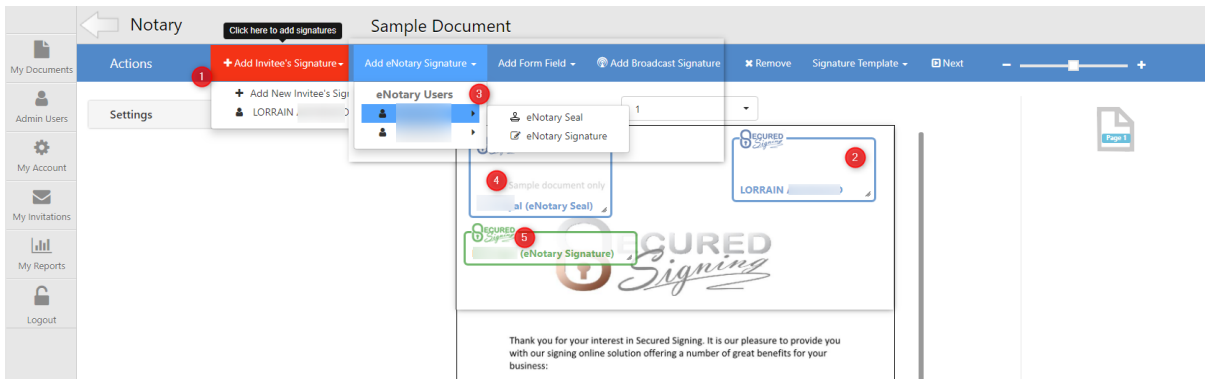 Notary
Click here to add signatures
Sample Document
My Documents
Actions
1
+ Add Invitee's Signature
Add eNotary Signature
Add Form Field
Add Broadcast Signature
Remove
Signature Template
Next
Admin Users
Settings
+ Add New Invitee's Sig
LORRAIN
eNotary Users
3
eNotary Seal
eNotary Signature
1
Page 1
My Account
My Invitations
My Reports
Logout
SECURED
Signing
2
LORRAIN
4
Sample document only
al (eNotary Seal)
SECURED
Signing
5
(eNotary Signature)
SECURED
Signing
Thank you for your interest in Secured Signing. It is our pleasure to provide you
with our signing online solution offering a number of great benefits for your
business: